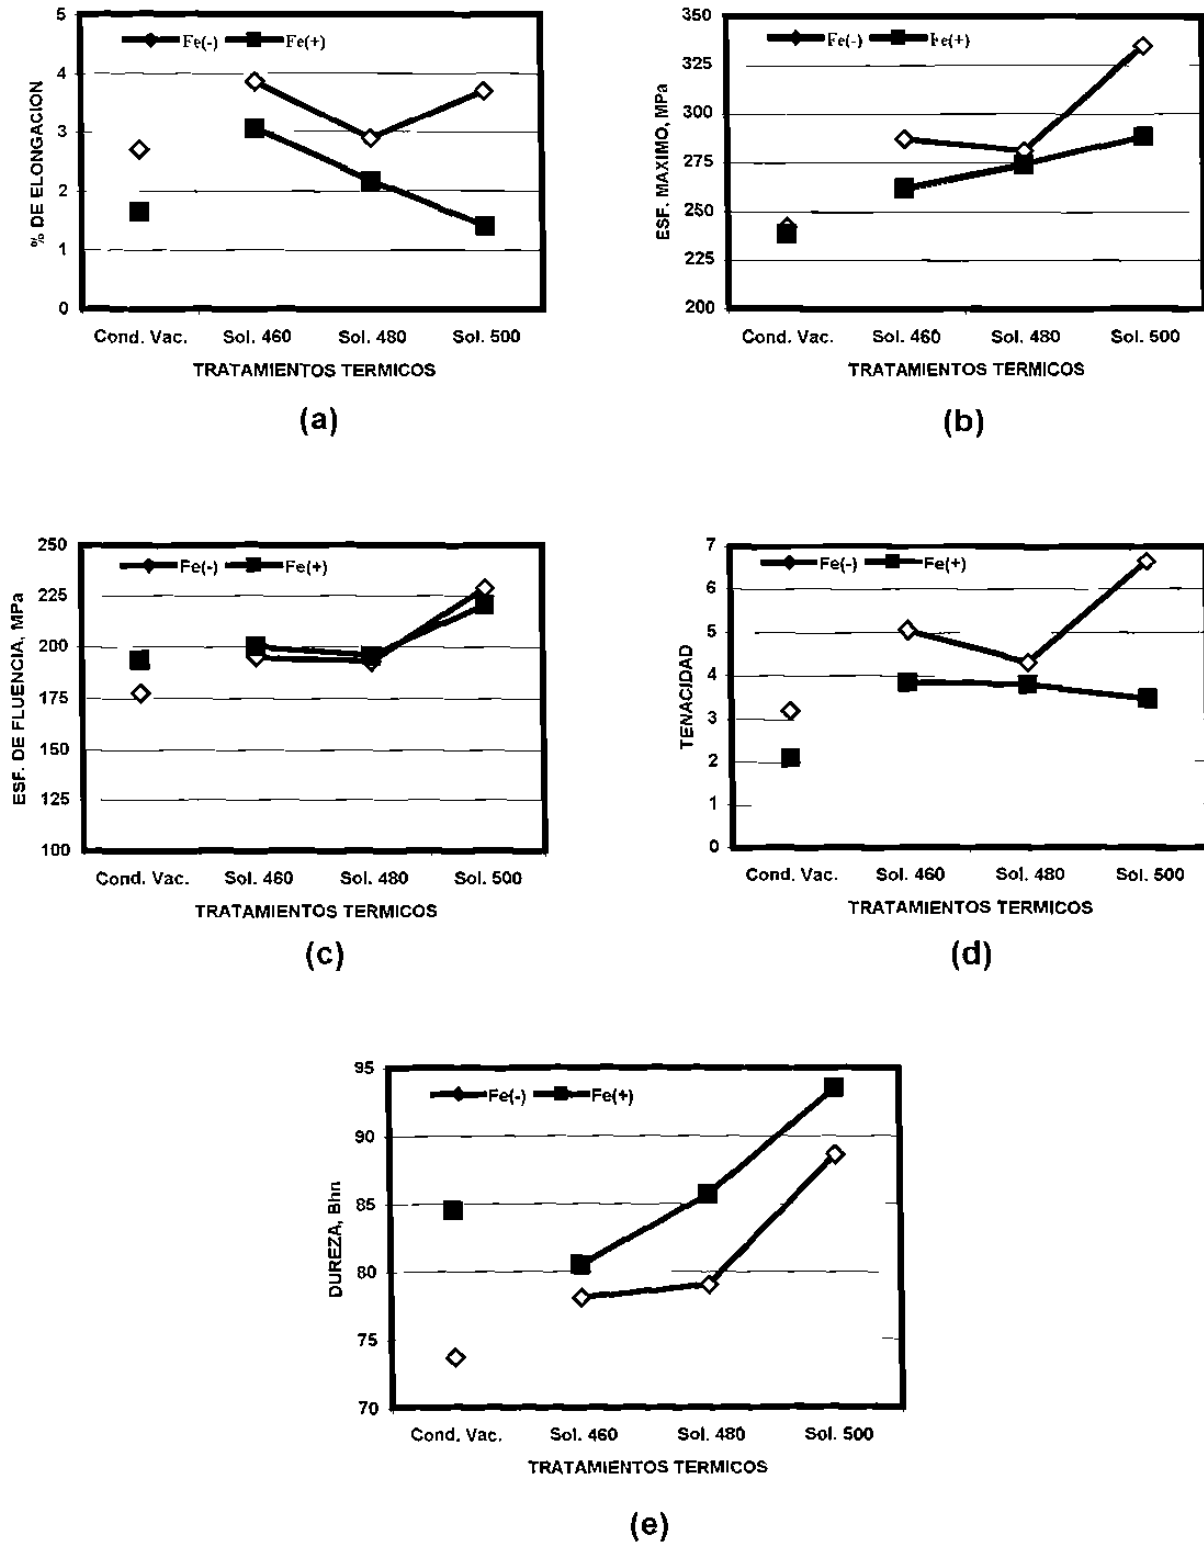 5
4
3
2
1
0
% DE ELONGACION
Fe(-) Fe(+)
Cond. Vac. Sol. 460 Sol. 480 Sol. 500
TRATAMIENTOS TERMICOS
(a)
350
325
300
275
250
225
200
ESF. MAXIMO, MPa
Fe(-) Fe(+)
Cond. Vac. Sol. 460 Sol. 480 Sol. 500
TRATAMIENTOS TERMICOS
(b)
250
225
200
175
150
125
100
ESF. DE FLUENCIA, MPa
Fe(-) Fe(+)
Cond. Vac. Sol. 460 Sol. 480 Sol. 500
TRATAMIENTOS TERMICOS
(c)
7
6
5
4
3
2
1
0
TENACIDAD
Fe(-) Fe(+)
Cond. Vac. Sol. 460 Sol. 480 Sol. 500
TRATAMIENTOS TERMICOS
(d)
95
90
85
80
75
70
DUREZA, Bhn
Fe(-) Fe(+)
Cond. Vac. Sol. 460 Sol. 480 Sol. 500
TRATAMIENTOS TERMICOS
(e)